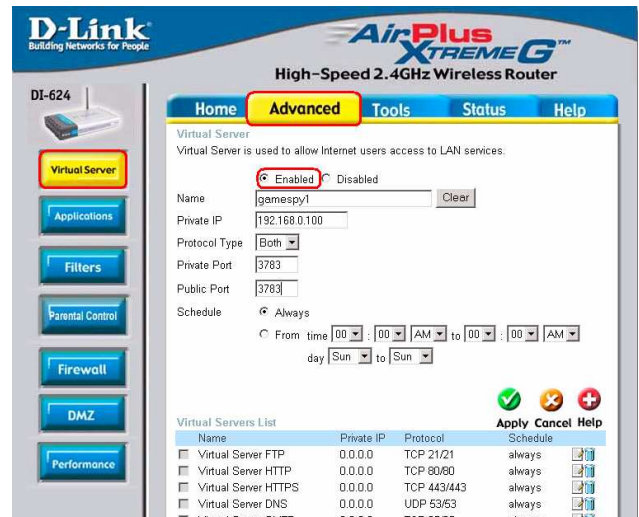 D-Link
Building Networks for People
AirPlus
XTREME G™
High-Speed 2.4GHz Wireless Router
DI-624
Home Advanced Tools Status Help
Virtual Server
Virtual Server is used to allow Internet users access to LAN services.
Enabled Disabled
Name gamespy1 Clear
Private IP 192.168.0.100
Protocol Type Both
Private Port 3783
Public Port 3783
Schedule Always
From time 00 : 00 AM to 00 : 00 AM
day Sun to Sun
Virtual Server
Applications
Filters
Parental Control
Firewall
DMZ
Performance
Apply Cancel Help
Virtual Servers List
Name Private IP Protocol Schedule
Virtual Server FTP 0.0.0.0 TCP 21/21 always
Virtual Server HTTP 0.0.0.0 TCP 80/80 always
Virtual Server HTTPS 0.0.0.0 TCP 443/443 always
Virtual Server DNS 0.0.0.0 UDP 53/53 always